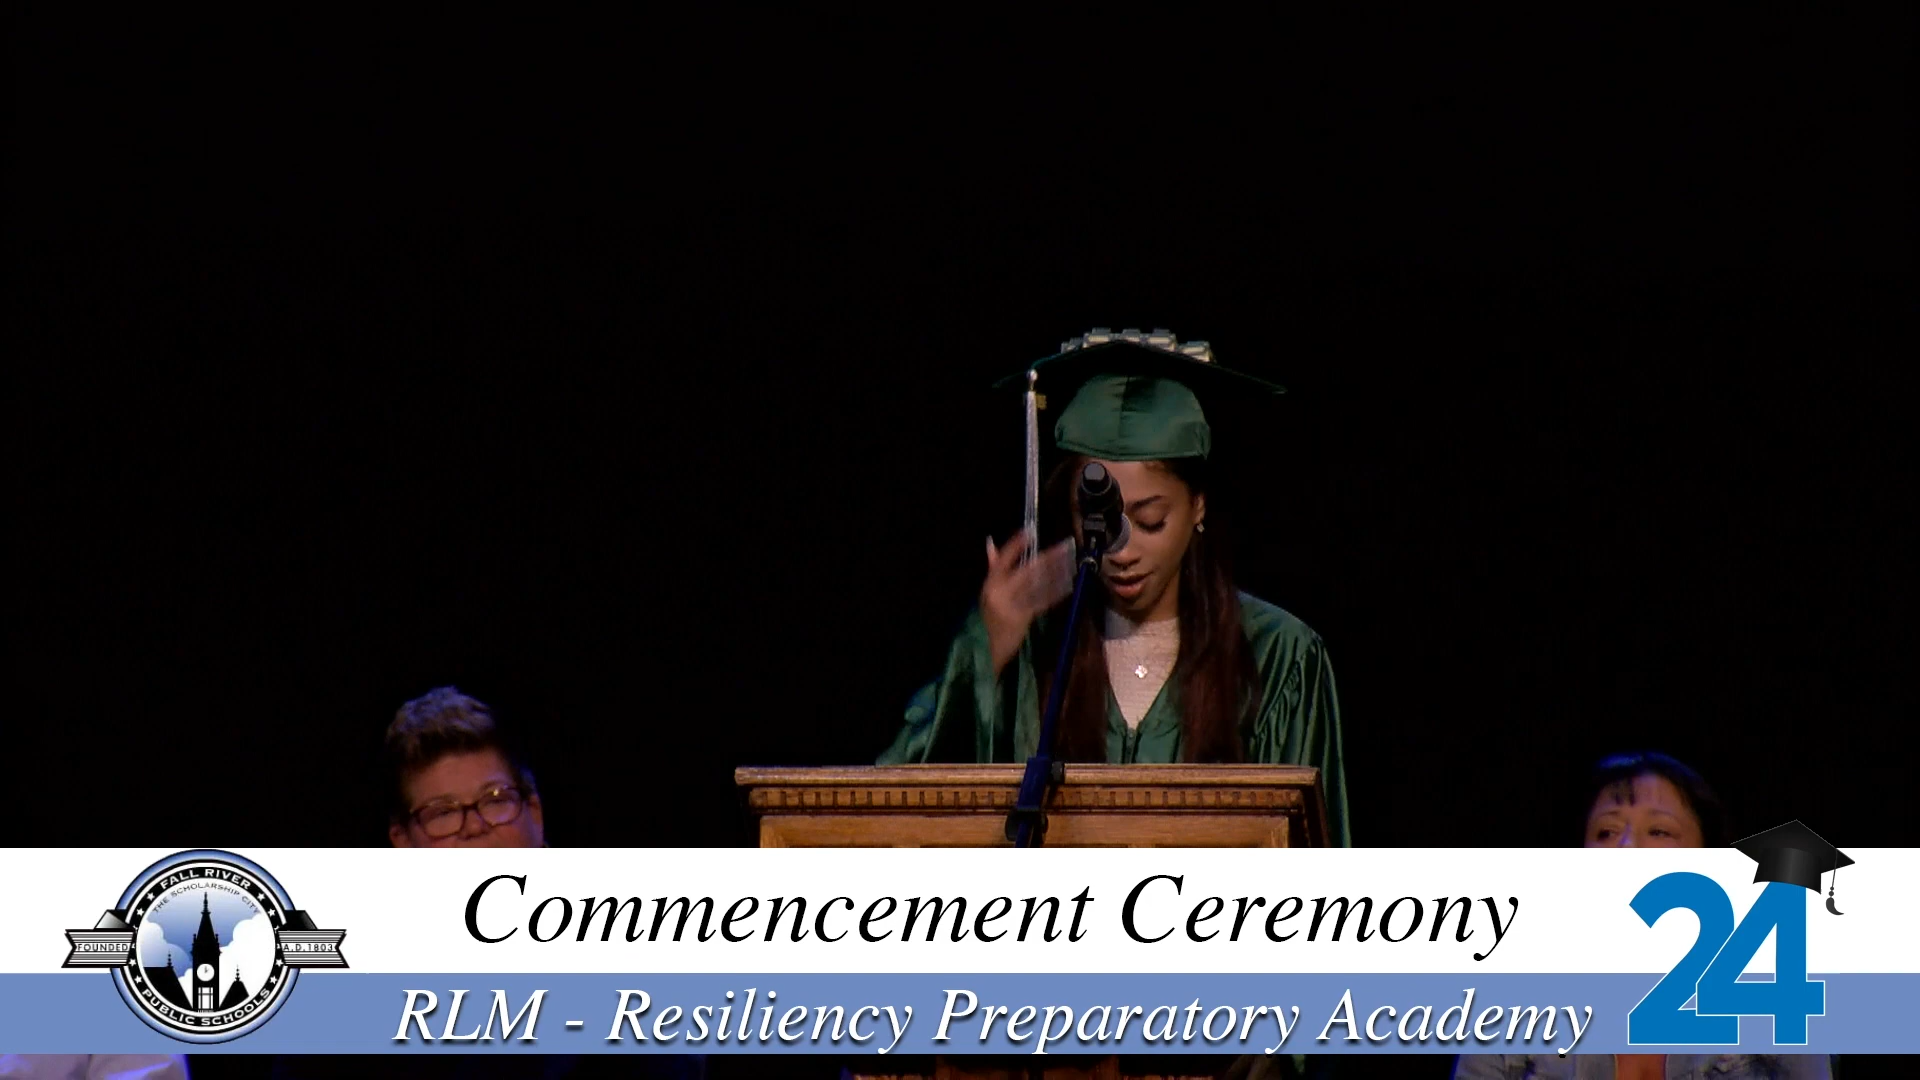 Commencement Ceremony
RLM - Resiliency Preparatory Academy
24
FALL RIVER
THE SCHOLARSHIP CITY
FOUNDED
A.D. 1803
PUBLIC SCHOOLS